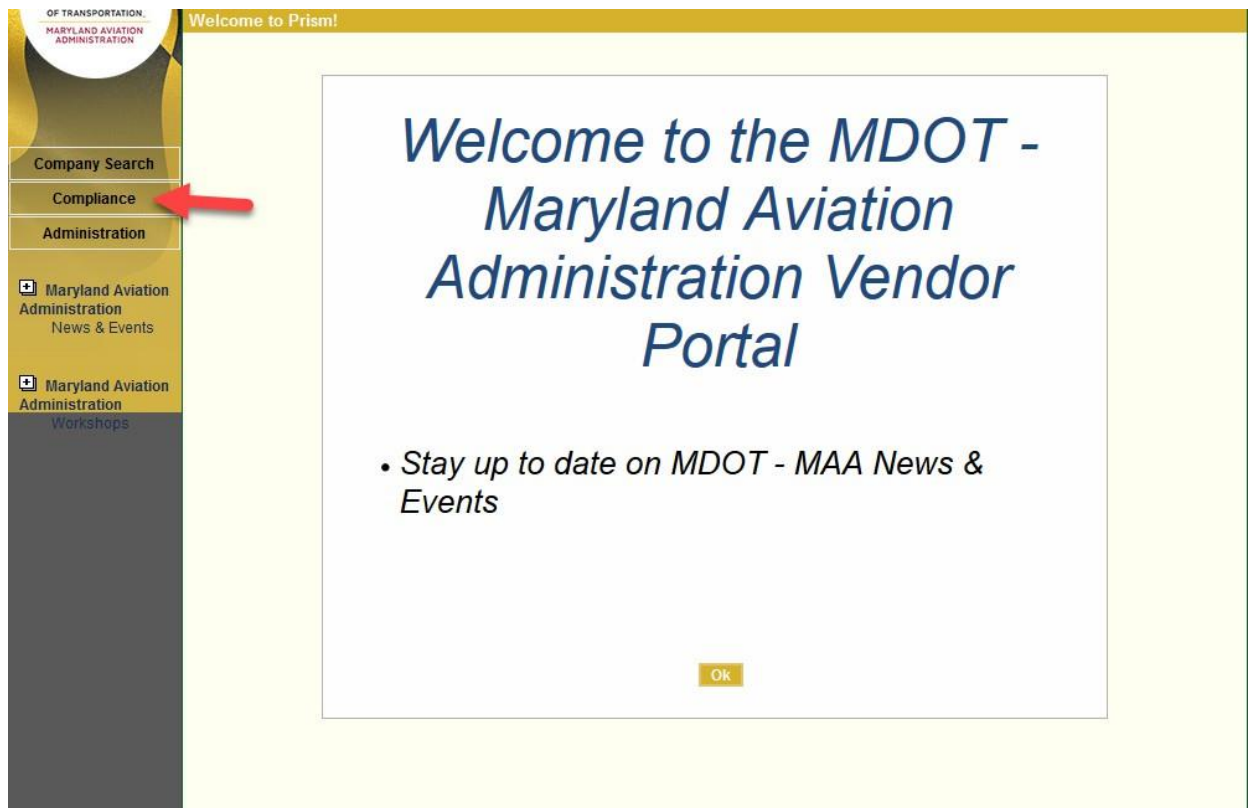 OF TRANSPORTATION
MARYLAND AVIATION
ADMINISTRATION
Welcome to Prism!
Company Search
Compliance
Administration
Maryland Aviation
Administration
News & Events
Maryland Aviation
Administration
Workshops
Welcome to the MDOT -
Maryland Aviation
Administration Vendor
Portal
• Stay up to date on MDOT - MAA News &
Events
Ok